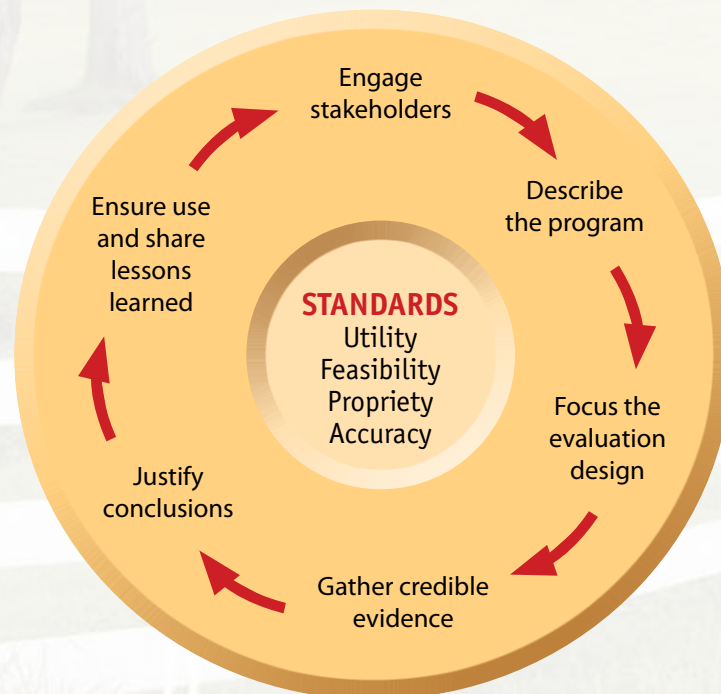 Engage
stakeholders
Describe
the program
Focus the
evaluation
design
Gather credible
evidence
Justify
conclusions
Ensure use
and share
lessons
learned
STANDARDS
Utility
Feasibility
Propriety
Accuracy